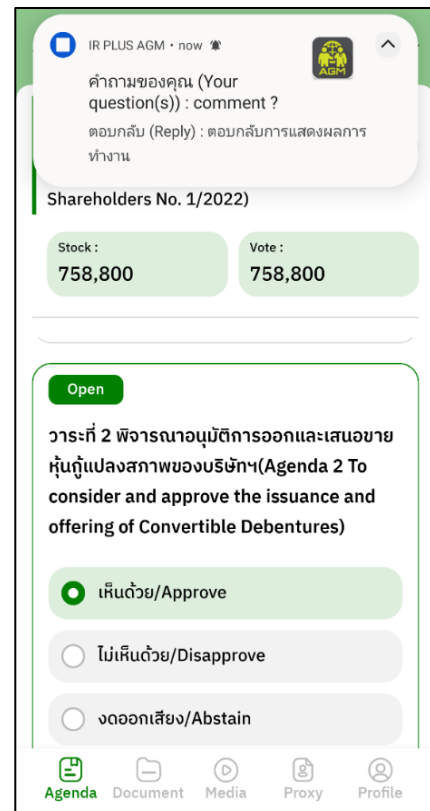 IR PLUS AGM • now
AGM
คำถามของคุณ (Your
question(s)) : comment ?
ตอบกลับ (Reply) : ตอบกลับการแสดงผลการ
ทำงาน
Shareholders No. 1/2022)
Stock :
758,800
Vote :
758,800
Open
วาระที่ 2 พิจารณาอนุมัติการออกและเสนอขาย
หุ้นกู้แปลงสภาพของบริษัทฯ(Agenda 2 To
consider and approve the issuance and
offering of Convertible Debentures)
เห็นด้วย/Approve
ไม่เห็นด้วย/Disapprove
งดออกเสียง/Abstain
Agenda Document Media Proxy Profile